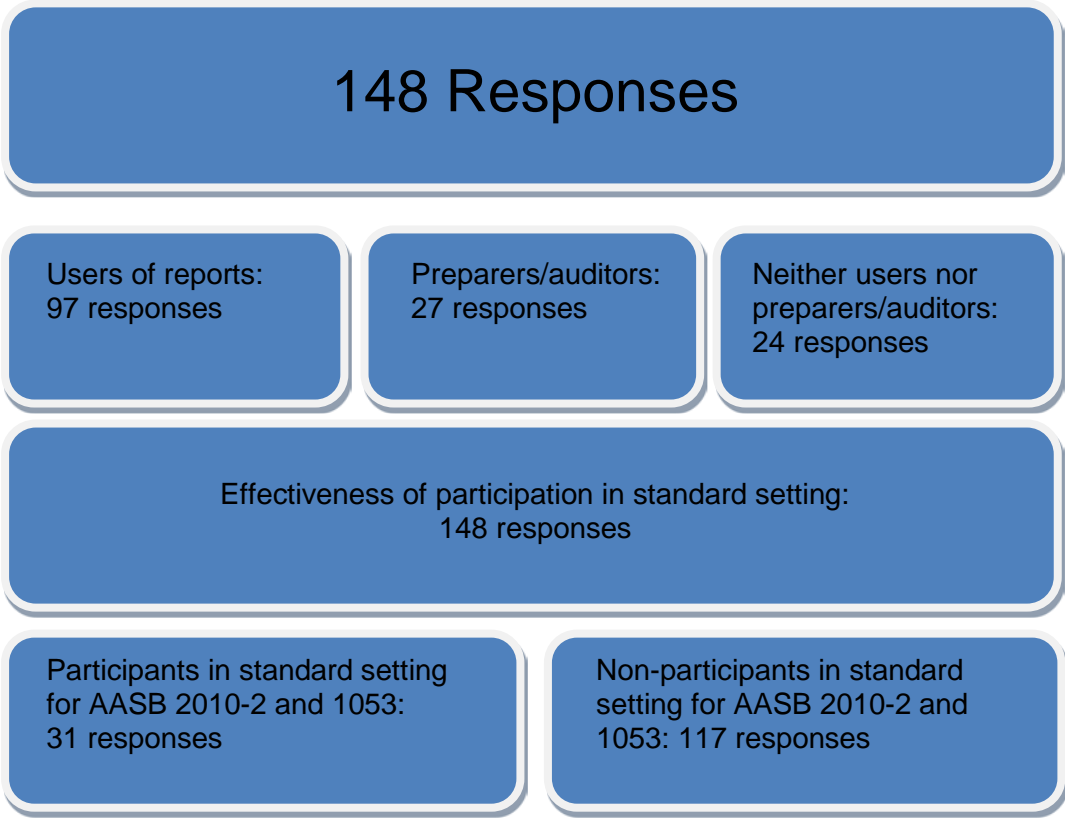 148 Responses
Users of reports:
97 responses
Preparers/auditors:
27 responses
Neither users nor
preparers/auditors:
24 responses
Effectiveness of participation in standard setting:
148 responses
Participants in standard setting
for AASB 2010-2 and 1053:
31 responses
Non-participants in standard
setting for AASB 2010-2 and
1053: 117 responses